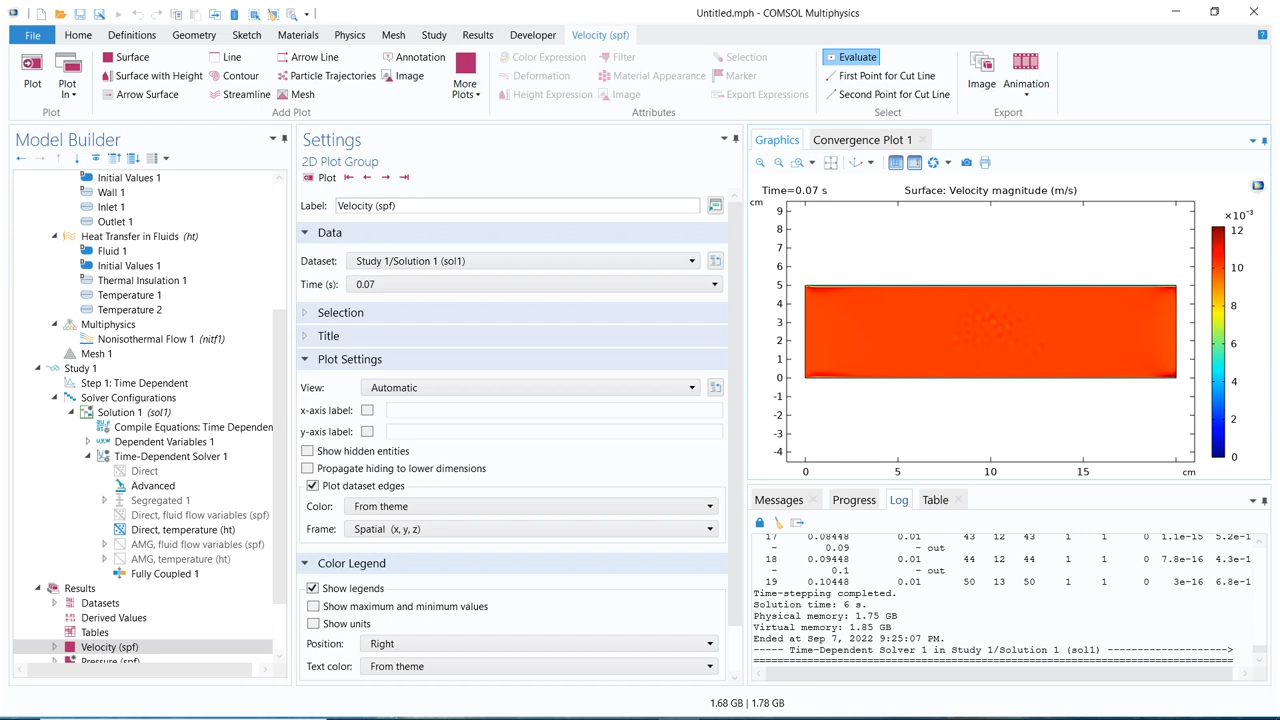 Untitled.mph - COMSOL Multiphysics
File Home Definitions Geometry Sketch Materials Physics Mesh Study Results Developer Velocity (spf)
Plot
Plot In
Plot
Surface
Surface with Height
Arrow Surface
Line
Contour
Streamline
Arrow Line
Particle Trajectories
Mesh
Annotation
Image
More Plots
Add Plot
Color Expression
Deformation
Height Expression
Filter
Material Appearance
Image
Selection
Marker
Export Expressions
Attributes
Evaluate
First Point for Cut Line
Second Point for Cut Line
Select
Image
Animation
Export
Model Builder
Initial Values 1
Wall 1
Inlet 1
Outlet 1
Heat Transfer in Fluids (ht)
Fluid 1
Initial Values 1
Thermal Insulation 1
Temperature 1
Temperature 2
Multiphysics
Nonisothermal Flow 1 (nitf1)
Mesh 1
Study 1
Step 1: Time Dependent
Solver Configurations
Solution 1 (sol1)
Compile Equations: Time Dependen
Dependent Variables 1
Time-Dependent Solver 1
Direct
Advanced
Segregated 1
Direct, fluid flow variables (spf)
Direct, temperature (ht)
AMG, fluid flow variables (spf)
AMG, temperature (ht)
Fully Coupled 1
Results
Datasets
Derived Values
Tables
Velocity (spf)
Pressure (spf)
Settings
2D Plot Group
Plot
Label: Velocity (spf)
Data
Dataset: Study 1/Solution 1 (sol1)
Time (s): 0.07
Selection
Title
Plot Settings
View: Automatic
x-axis label:
y-axis label:
Show hidden entities
Propagate hiding to lower dimensions
Plot dataset edges
Color: From theme
Frame: Spatial (x, y, z)
Color Legend
Show legends
Show maximum and minimum values
Show units
Position: Right
Text color: From theme
Graphics Convergence Plot 1
Time=0.07 s Surface: Velocity magnitude (m/s)
cm
9
8
7
6
5
4
3
2
1
0
-1
-2
-3
-4
0 5 10 15 cm
×10⁻³
12
10
8
6
4
2
0
Messages Progress Log Table
17 0.08448 0.01 43 12 43 1 1 0 1.1e-15 5.2e-1
- 0.09 - out
18 0.09448 0.01 44 12 44 1 1 0 7.8e-16 4.3e-1
- 0.1 - out
19 0.10448 0.01 50 13 50 1 1 0 3e-16 6.8e-1
Time-stepping completed.
Solution time: 6 s.
Physical memory: 1.75 GB
Virtual memory: 1.85 GB
Ended at Sep 7, 2022 9:25:07 PM.
----- Time-Dependent Solver 1 in Study 1/Solution 1 (sol1) -------------------->
1.68 GB | 1.78 GB